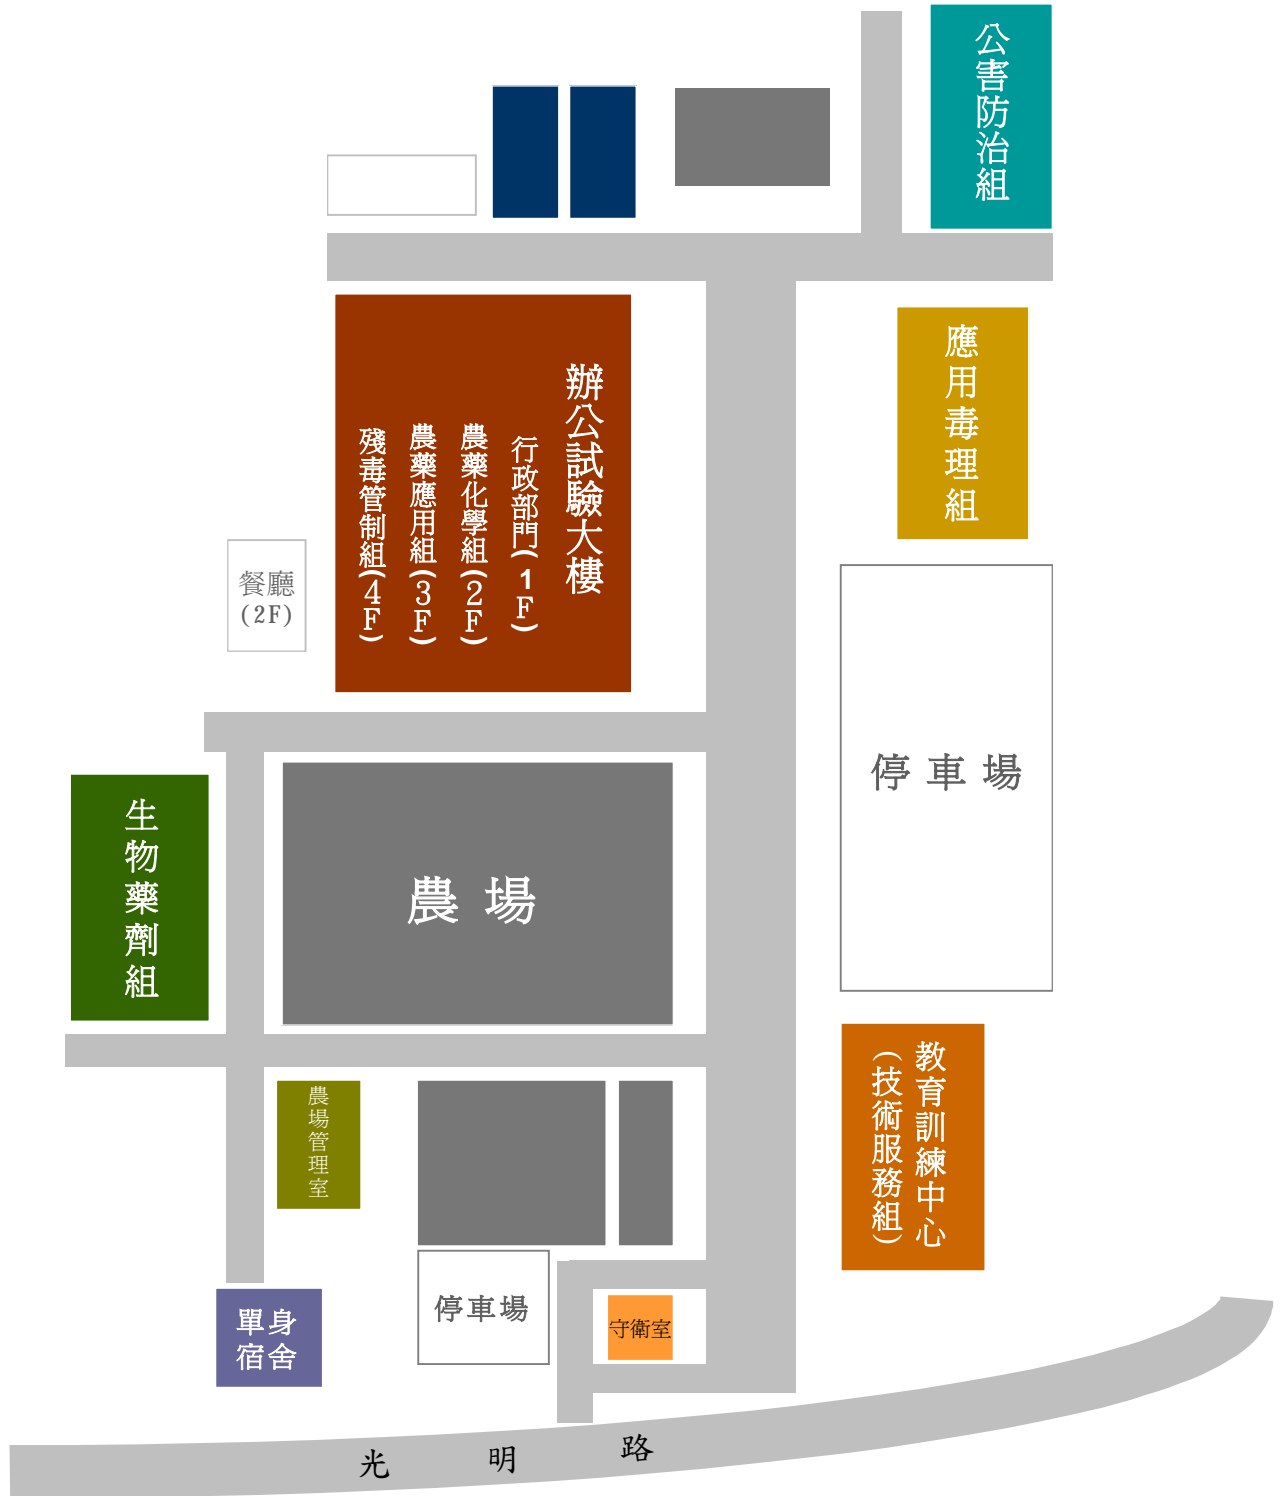 公害防治組
應用毒理組
辦公試驗大樓
行政部門(1F)
農藥化學組(2F)
農藥應用組(3F)
殘毒管制組(4F)
餐廳
(2F)
停車場
生物藥劑組
農場
教育訓練中心
(技術服務組)
農場管理室
停車場
守衛室
單身
宿舍
光明路